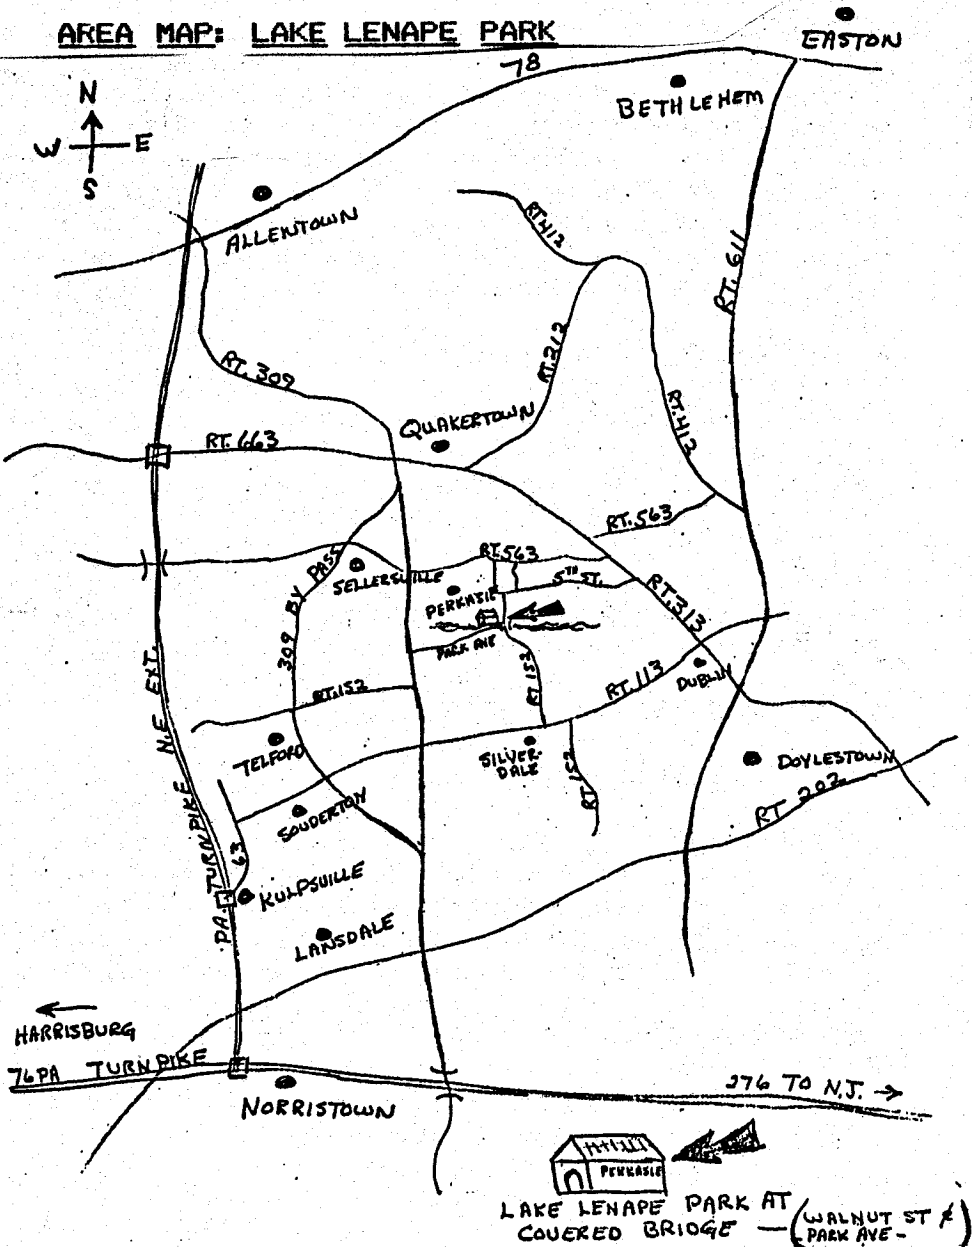 AREA MAP: LAKE LENAPE PARK
EASTON
78
BETHLEHEM
N
W E
S
ALLENTOWN
RT 412
RT. 611
RT. 212
RT. 309
QUAKERTOWN
RT. 412
RT. 663
RT. 563
RT. 563
5TH ST.
SELLERSVILLE
309 BY PASS
PERKASIE
RT. 313
PARK AVE
DUBLIN
RT. 113
RT 152
RT. 152
TELFORD
SILVER-
DALE
RT 152
DOYLESTOWN
RT 202
SOUDERTON
PA. TURNPIKE N.E EXT.
63
KULPSVILLE
LANSDALE
HARRISBURG
76 PA TURNPIKE
276 TO N.J.
NORRISTOWN
PERKASIE
LAKE LENAPE PARK AT
COVERED BRIDGE — (WALNUT ST &
PARK AVE -)